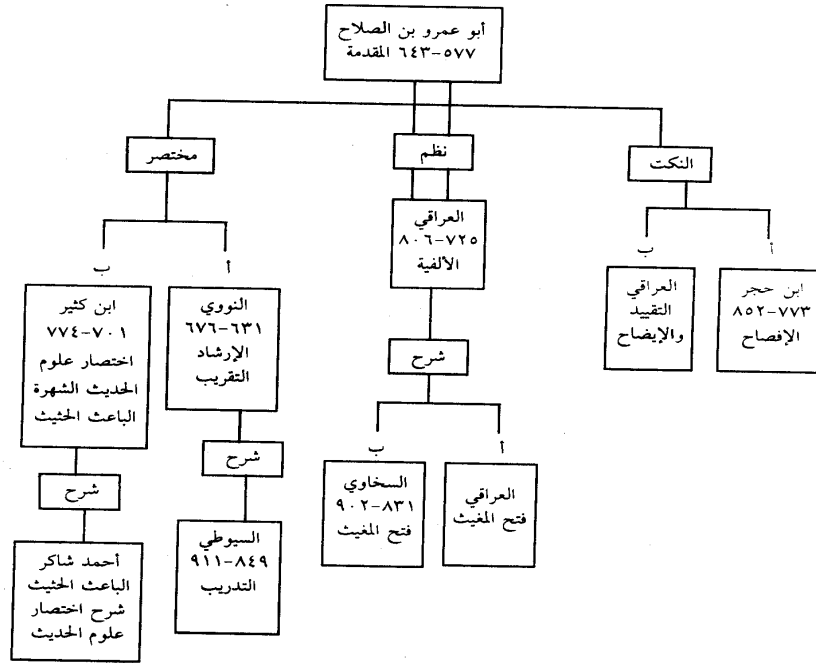 أبو عمرو بن الصلاح
٥٧٧-٦٤٣ المقدمة
النكت
نظم
مختصر
أ
ب
ابن حجر
٧٧٣-٨٥٢
الإفصاح
العراقي
التقييد
والإيضاح
العراقي
٧٢٥-٨٠٦
الألفية
شرح
أ
ب
العراقي
فتح المغيث
السخاوي
٨٣١-٩٠٢
فتح المغيث
أ
ب
النووي
٦٣١-٦٧٦
الإرشاد
التقريب
شرح
السيوطي
٨٤٩-٩١١
التدريب
ابن كثير
٧٠١-٧٧٤
اختصار علوم
الحديث الشهرة
الباعث الحثيث
شرح
أحمد شاكر
الباعث الحثيث
شرح اختصار
علوم الحديث